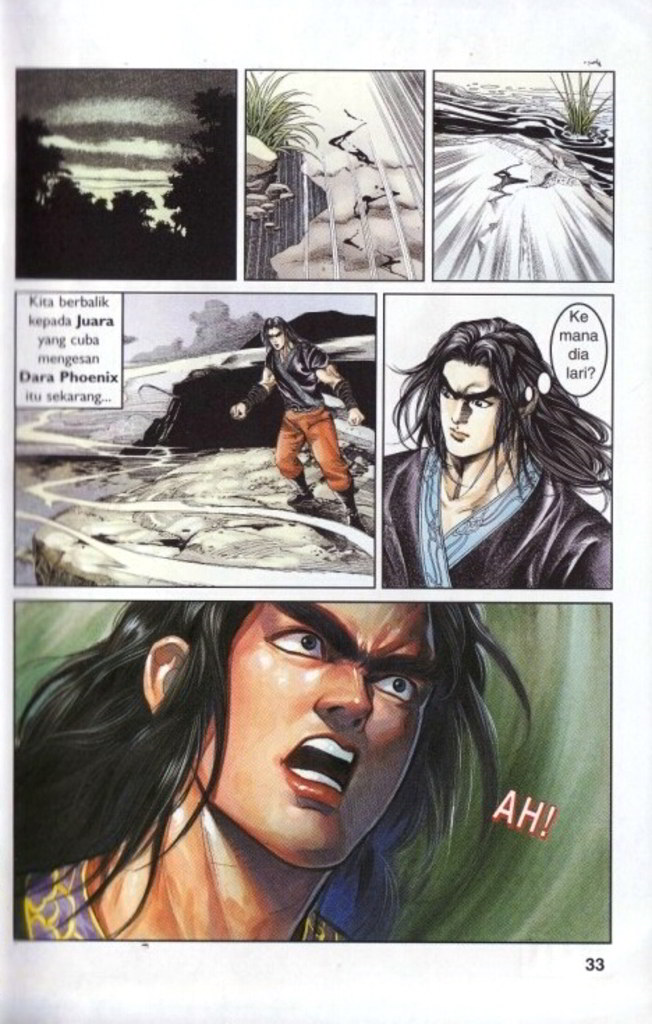 Kita berbalik
kepada Juara
yang cuba
mengesan
Dara Phoenix
itu sekarang...
Ke
mana
dia
lari?
AH!
33